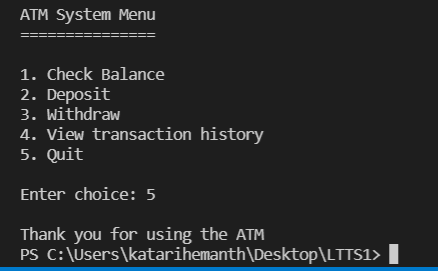 ATM System Menu
===============
1. Check Balance
2. Deposit
3. Withdraw
4. View transaction history
5. Quit
Enter choice: 5
Thank you for using the ATM
PS C:\Users\katarihemanth\Desktop\LTTS1>